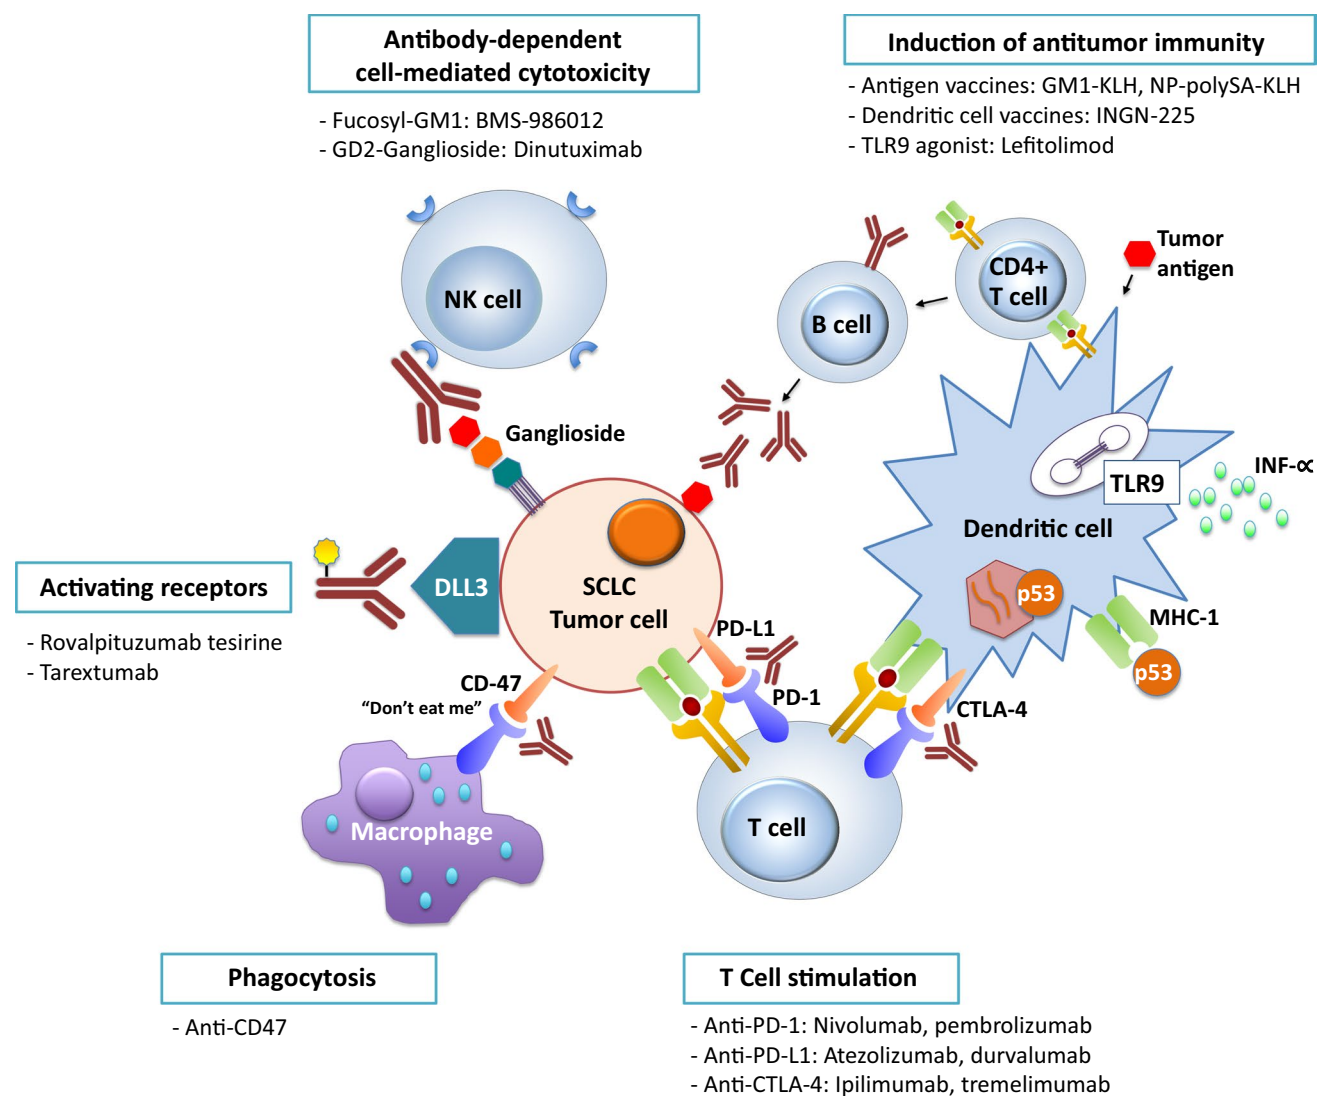 Antibody-dependent
cell-mediated cytotoxicity
- Fucosyl-GM1: BMS-986012
- GD2-Ganglioside: Dinutuximab
Induction of antitumor immunity
- Antigen vaccines: GM1-KLH, NP-polySA-KLH
- Dendritic cell vaccines: INGN-225
- TLR9 agonist: Lefitolimod
NK cell
B cell
CD4+
T cell
Tumor
antigen
Ganglioside
TLR9
INF-∝
Dendritic cell
p53
MHC-1
p53
Activating receptors
- Rovalpituzumab tesirine
- Tarextumab
DLL3
SCLC
Tumor cell
PD-L1
PD-1
CD-47
“Don’t eat me”
CTLA-4
Macrophage
T cell
Phagocytosis
- Anti-CD47
T Cell stimulation
- Anti-PD-1: Nivolumab, pembrolizumab
- Anti-PD-L1: Atezolizumab, durvalumab
- Anti-CTLA-4: Ipilimumab, tremelimumab